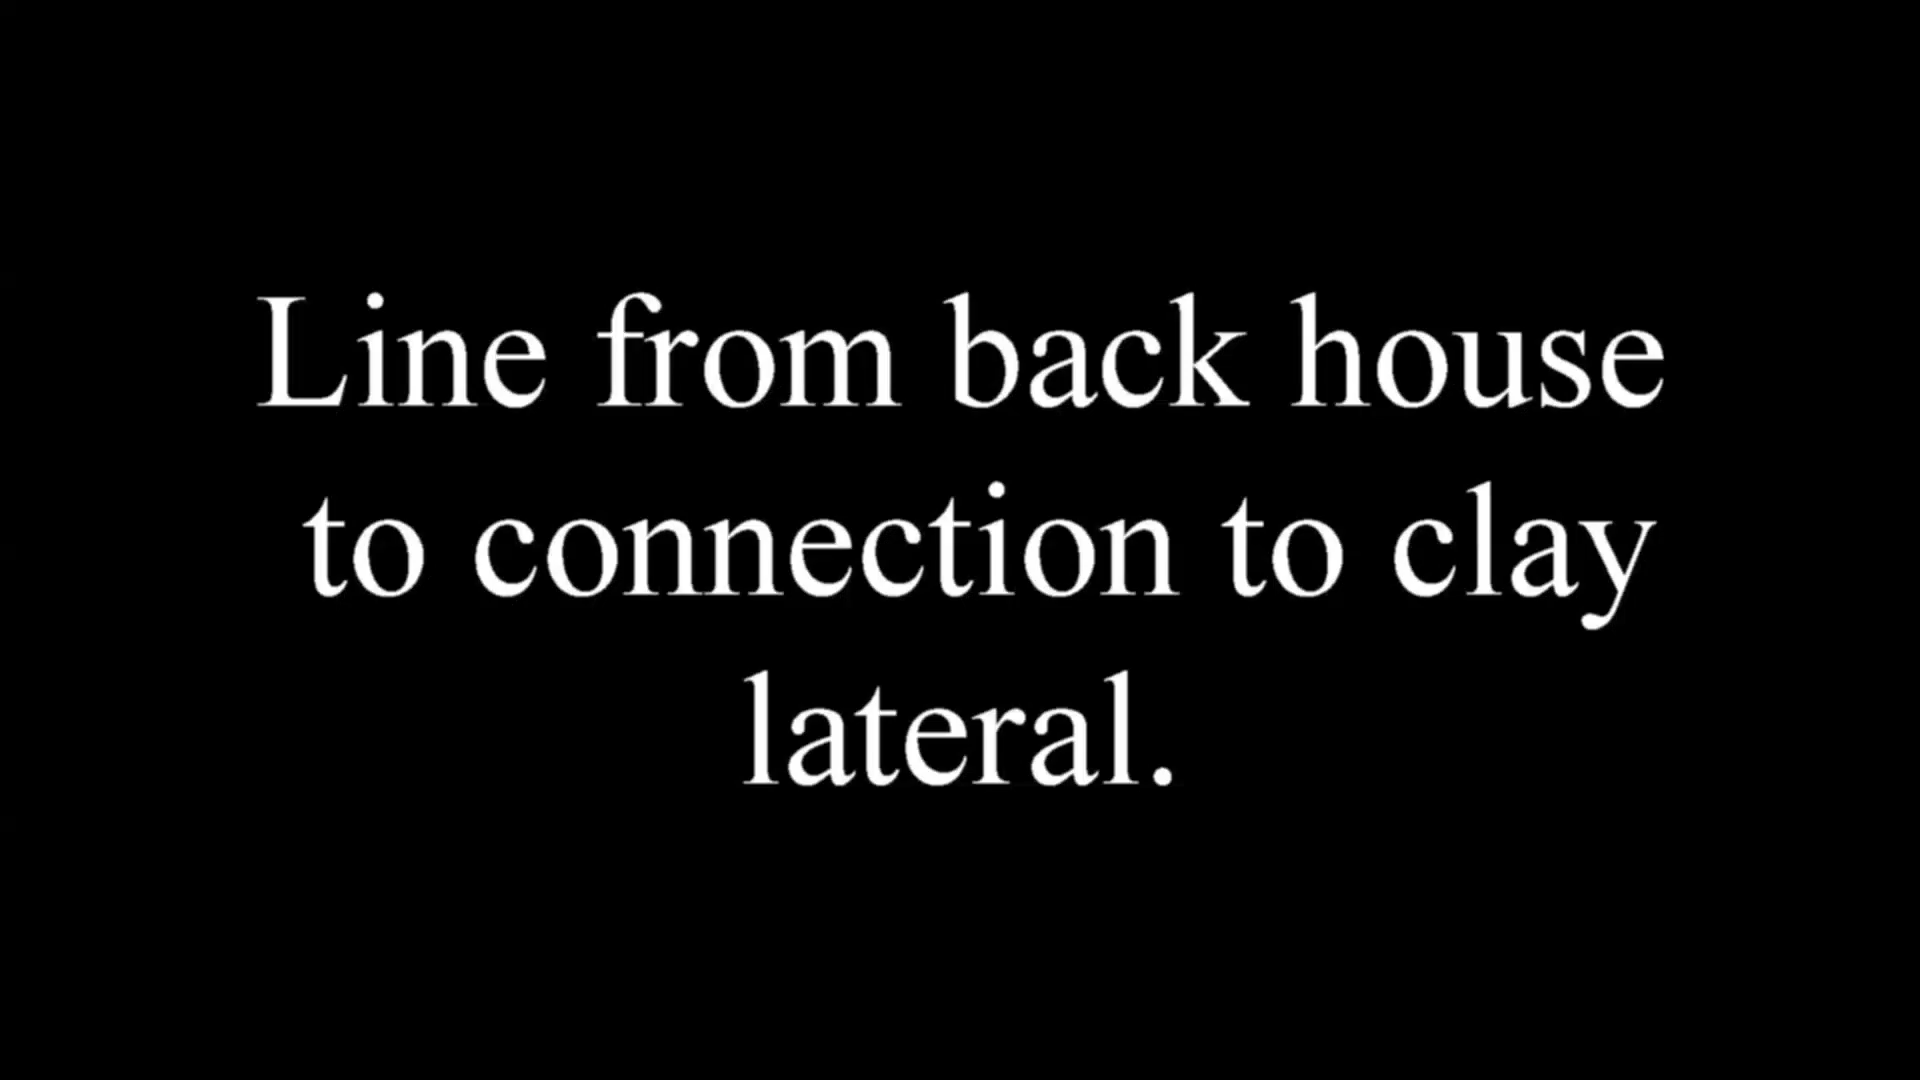 Line from back house
to connection to clay
lateral.